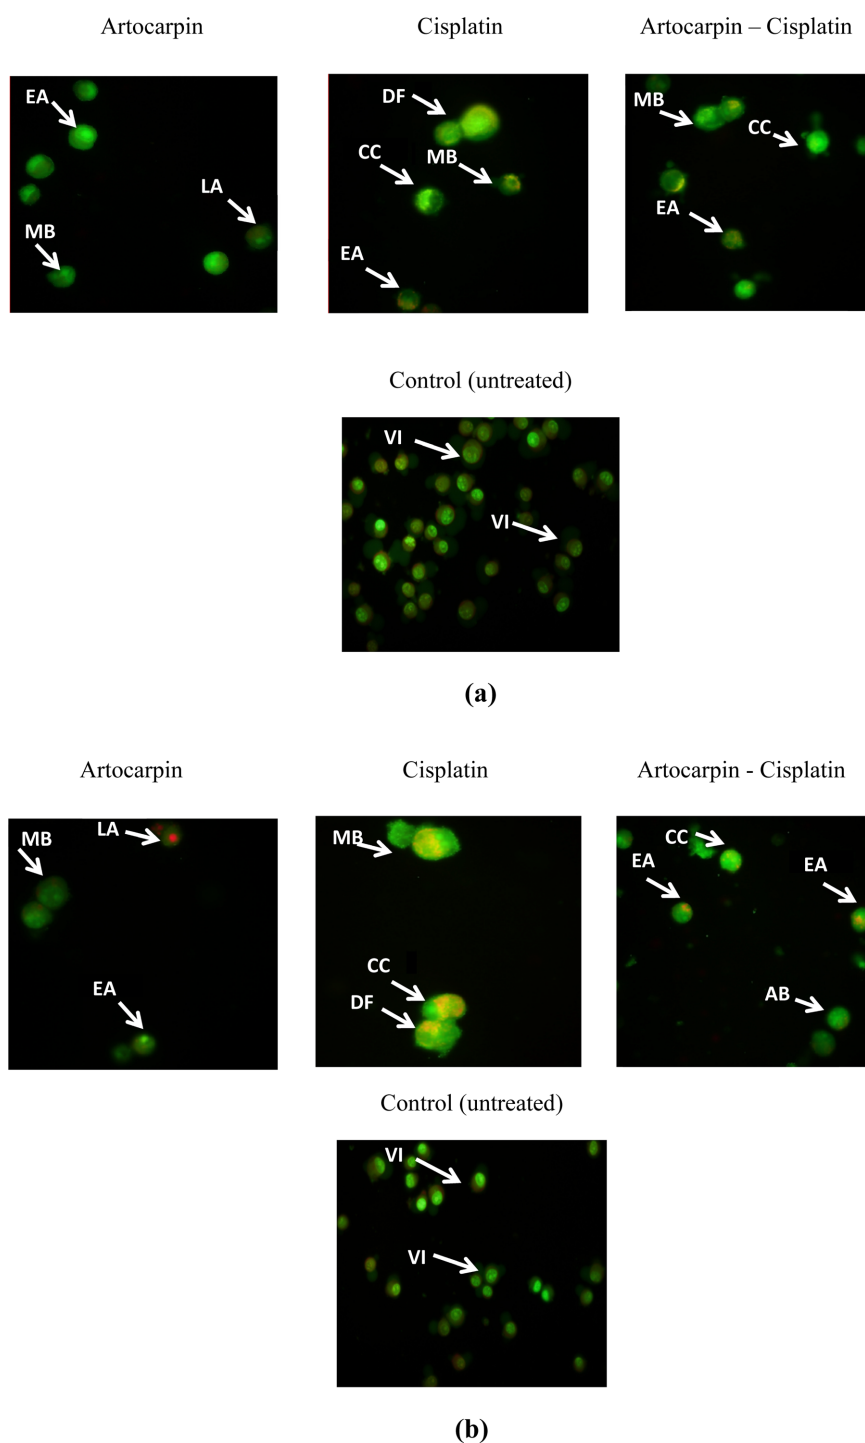 Artocarpin Cisplatin Artocarpin – Cisplatin
EA
LA
MB
DF
CC
MB
EA
MB
CC
EA
Control (untreated)
VI
VI
(a)
Artocarpin Cisplatin Artocarpin - Cisplatin
LA
MB
EA
MB
CC
DF
CC
EA
EA
AB
Control (untreated)
VI
VI
(b)